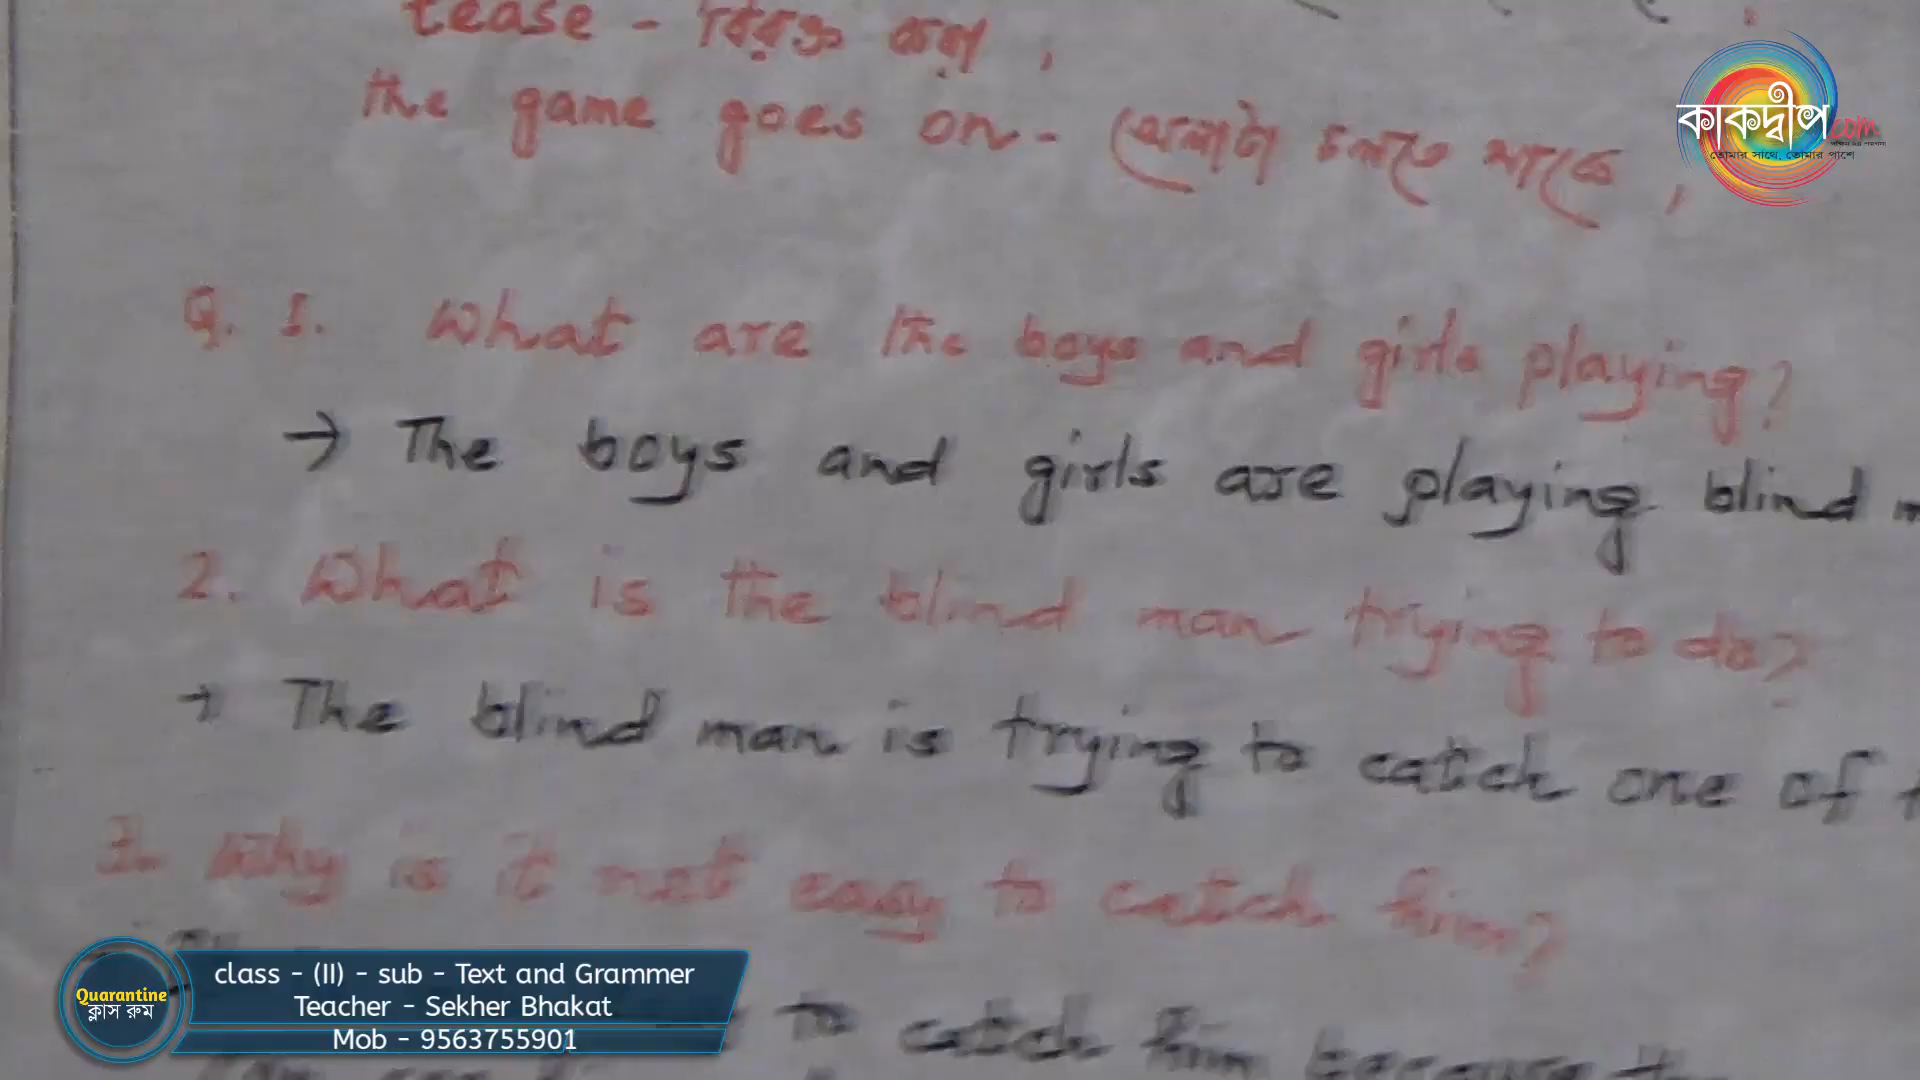 tease - বিরক্ত করা ,
the game goes on - খেলাটা চলতে থাকে ,
Q. 1. What are the boys and girls playing?
→ The boys and girls are playing blind
2. What is the blind man trying to do?
→ The blind man is trying to catch one of
3. Why is it not easy to catch him?
to catch him because
কাকদ্বীপ.com
তোমার সাথে, তোমার পাশে
Quarantine
ক্লাস রুম
class - (II) - sub - Text and Grammer
Teacher - Sekher Bhakat
Mob - 9563755901